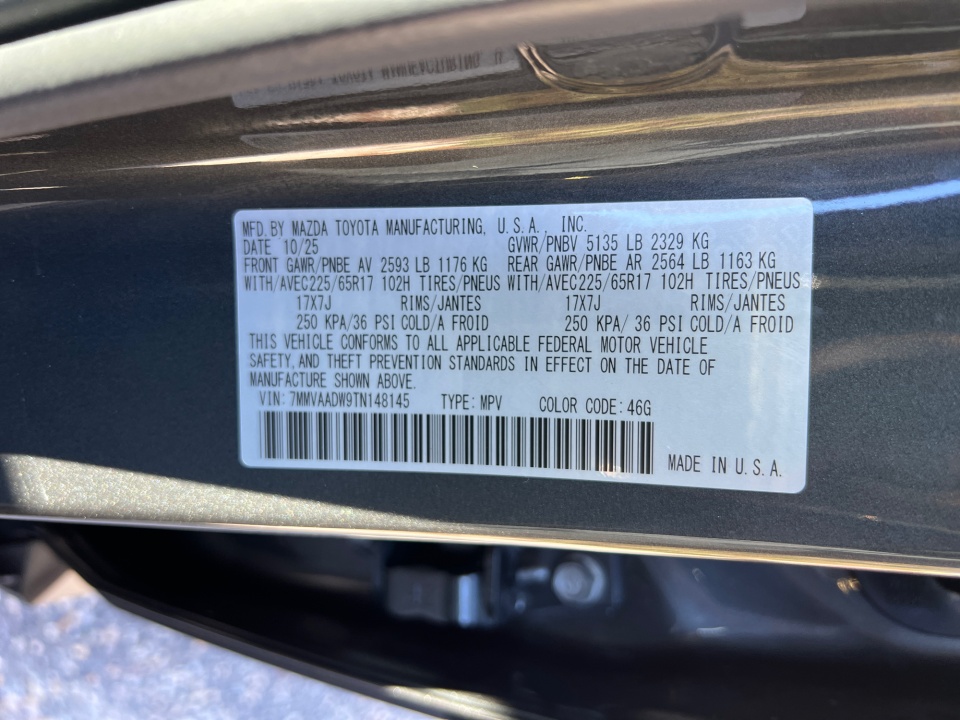 MFD. BY MAZDA TOYOTA MANUFACTURING, U.S.A., INC.
DATE 10/25 GVWR/PNBV 5135 LB 2329 KG
FRONT GAWR/PNBE AV 2593 LB 1176 KG REAR GAWR/PNBE AR 2564 LB 1163 KG
WITH/AVEC225/65R17 102H TIRES/PNEUS WITH/AVEC225/65R17 102H TIRES/PNEUS
17X7J RIMS/JANTES 17X7J RIMS/JANTES
250 KPA/36 PSI COLD/A FROID 250 KPA/ 36 PSI COLD/A FROID
THIS VEHICLE CONFORMS TO ALL APPLICABLE FEDERAL MOTOR VEHICLE
SAFETY, AND THEFT PREVENTION STANDARDS IN EFFECT ON THE DATE OF
MANUFACTURE SHOWN ABOVE.
VIN: 7MMVAADW9TN148145 TYPE: MPV COLOR CODE: 46G
MADE IN U.S.A.